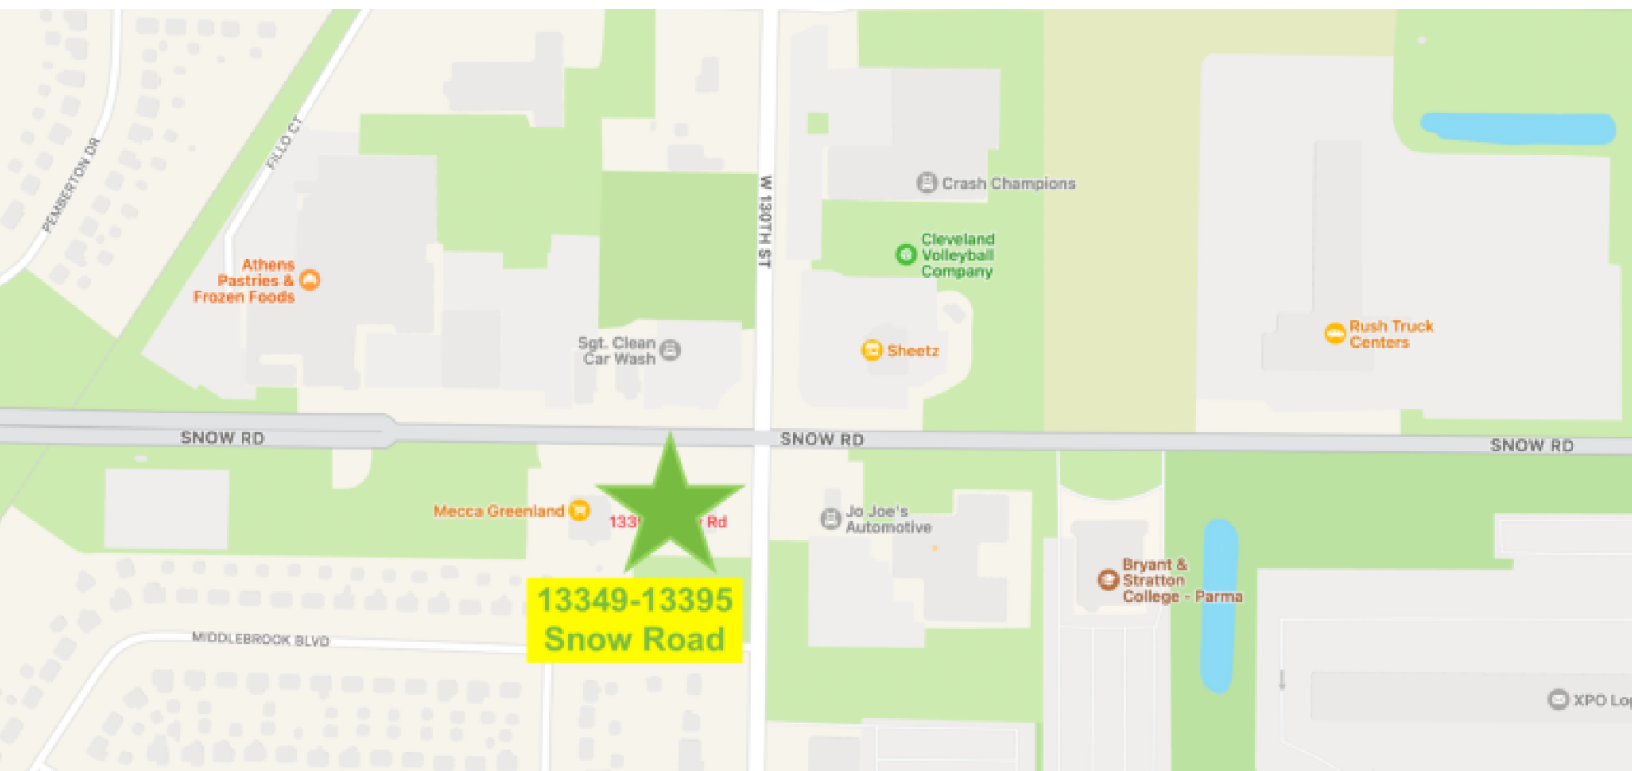 PEMBERTON DR
FILLO CT
W 130TH ST
Crash Champions
Cleveland
Volleyball
Company
Athens
Pastries &
Frozen Foods
Sgt. Clean
Car Wash
Sheetz
Rush Truck
Centers
SNOW RD
SNOW RD
SNOW RD
Mecca Greenland
Rd
Jo Joe's
Automotive
Bryant &
Stratton
College - Parma
13349-13395
Snow Road
MIDDLEBROOK BLVD
XPO